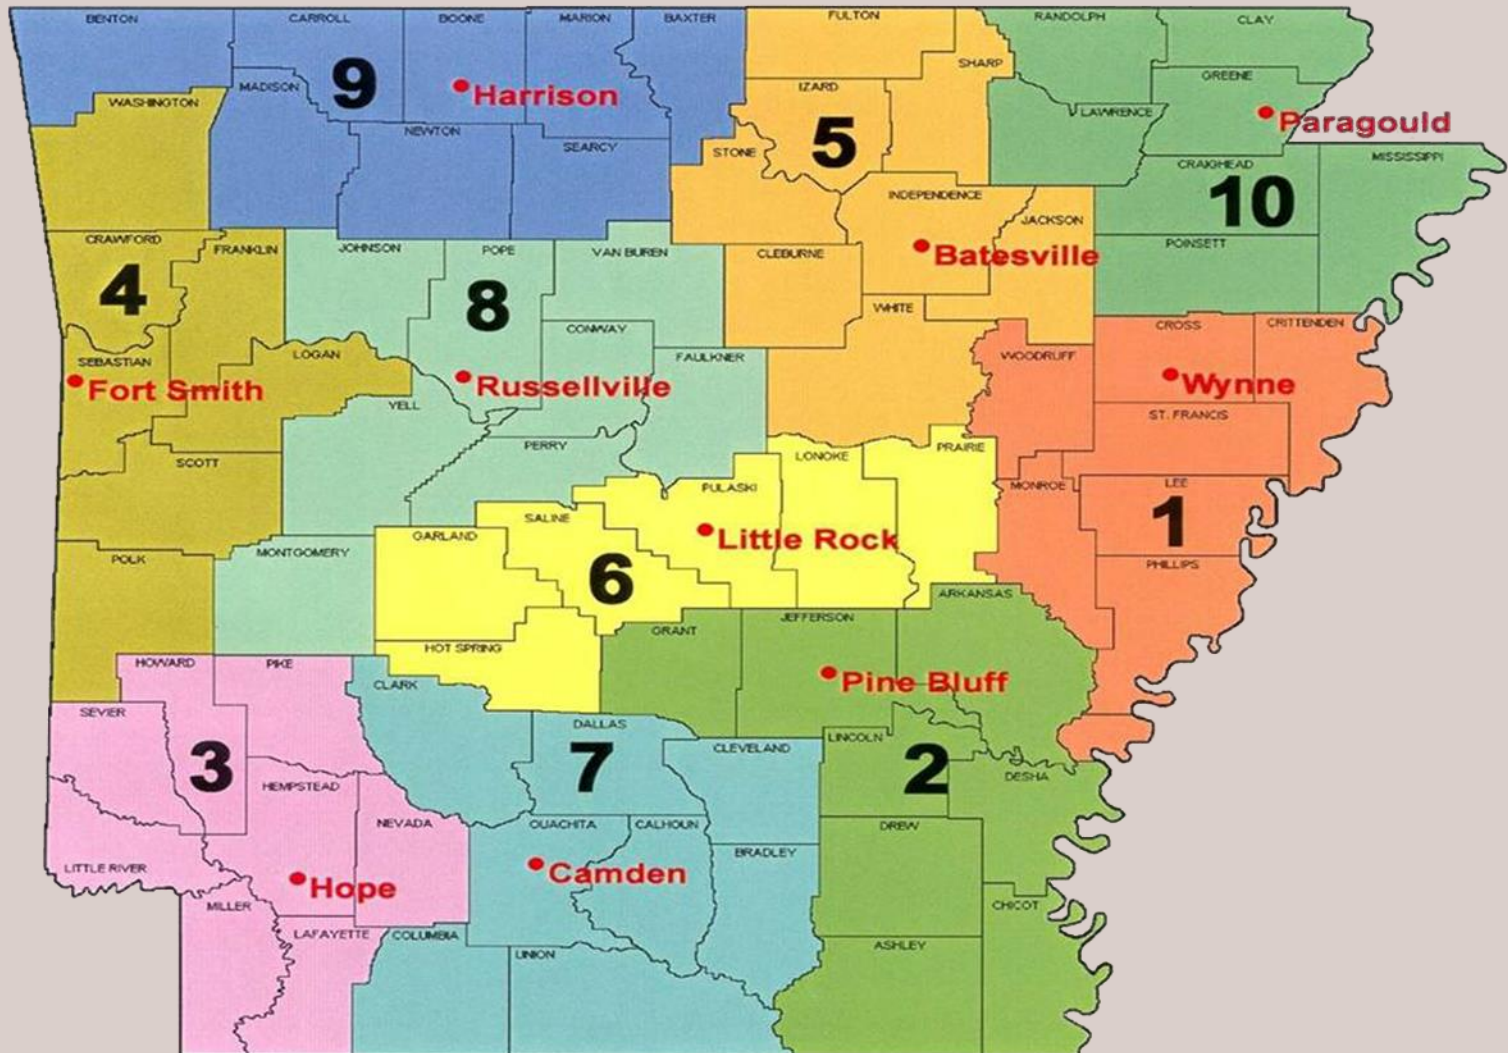 BENTON
CARROLL
BOONE
MARION
BAXTER
FULTON
RANDOLPH
CLAY
SHARP
GREENE
MADISON
9
Harrison
IZARD
WASHINGTON
LAWRENCE
Paragould
NEWTON
SEARCY
STONE
5
CRAIGHEAD
MISSISSIPPI
10
INDEPENDENCE
JACKSON
CRAWFORD
FRANKLIN
JOHNSON
POPE
VAN BUREN
CLEBURNE
Batesville
POINSETT
4
8
WHITE
CONWAY
CROSS
CRITTENDEN
SEBASTIAN
LOGAN
FAULKNER
WOODRUFF
Fort Smith
Russellville
Wynne
YELL
ST. FRANCIS
PERRY
PRAIRIE
SCOTT
LONOKE
PULASKI
MONROE
LEE
1
SALINE
GARLAND
Little Rock
POLK
MONTGOMERY
6
PHILLIPS
ARKANSAS
JEFFERSON
GRANT
HOT SPRING
HOWARD
PIKE
CLARK
Pine Bluff
SEVIER
DALLAS
LINCOLN
CLEVELAND
3
7
2
DESHA
HEMPSTEAD
NEVADA
OUACHITA
CALHOUN
DREW
BRADLEY
LITTLE RIVER
Hope
Camden
MILLER
CHICOT
LAFAYETTE
COLUMBIA
ASHLEY
UNION